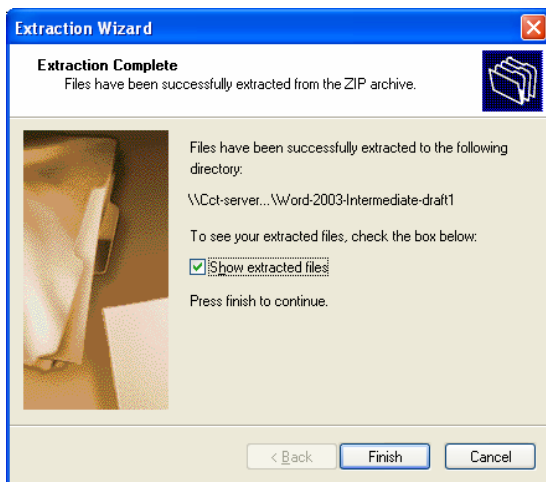 Extraction Wizard
Extraction Complete
Files have been successfully extracted from the ZIP archive.
Files have been successfully extracted to the following
directory:
\\Cct-server...\Word-2003-Intermediate-draft1
To see your extracted files, check the box below:
Show extracted files
Press finish to continue.
< Back
Finish
Cancel